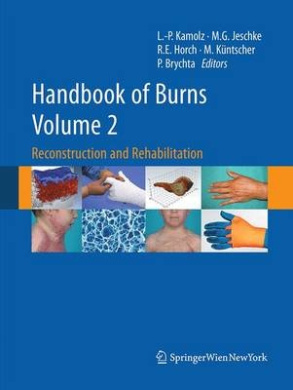 L.-P. Kamolz · M.G. Jeschke
R.E. Horch · M. Küntscher
P. Brychta Editors
Handbook of Burns
Volume 2
Reconstruction and Rehabilitation
SpringerWienNewYork